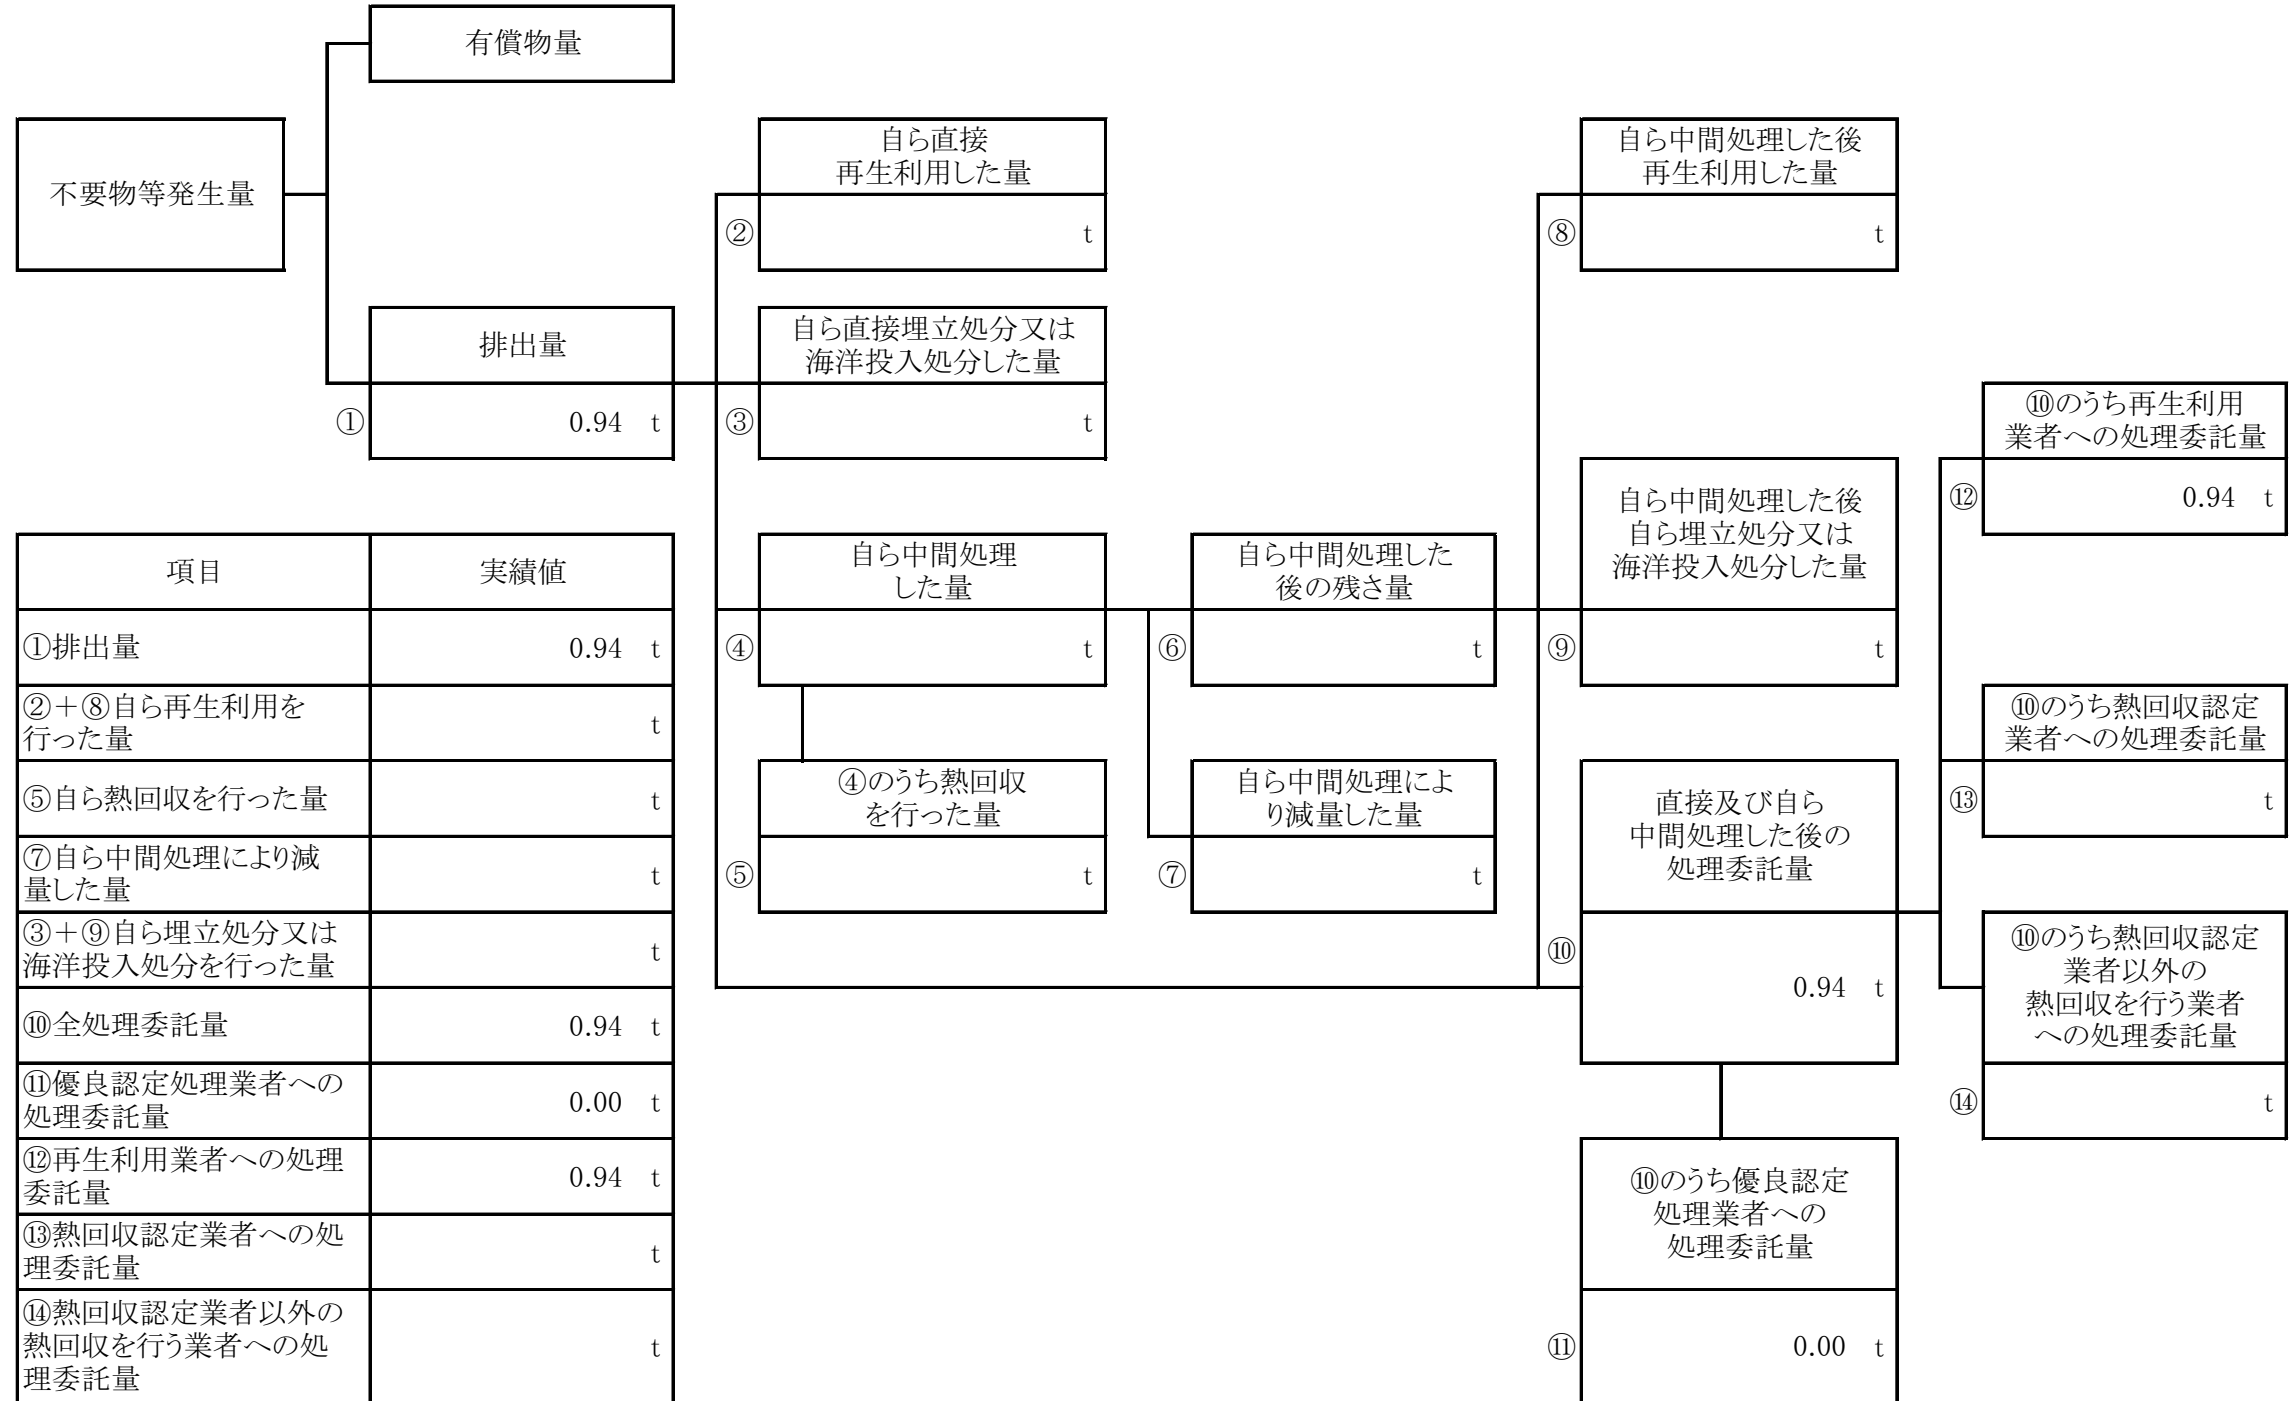 有償物量
不要物等発生量
自ら直接
再生利用した量
② t
自ら中間処理した後
再生利用した量
⑧ t
排出量
① 0.94 t
自ら直接埋立処分又は
海洋投入処分した量
③ t
⑩のうち再生利用
業者への処理委託量
⑫ 0.94 t
自ら中間処理
した量
④ t
自ら中間処理した
後の残さ量
⑥ t
自ら中間処理した後
自ら埋立処分又は
海洋投入処分した量
⑨ t
⑩のうち熱回収認定
業者への処理委託量
⑬ t
④のうち熱回収
を行った量
⑤ t
自ら中間処理によ
り減量した量
⑦ t
直接及び自ら
中間処理した後の
処理委託量
⑩ 0.94 t
⑩のうち熱回収認定
業者以外の
熱回収を行う業者
への処理委託量
⑭ t
⑩のうち優良認定
処理業者への
処理委託量
⑪ 0.00 t
項目 実績値
①排出量 0.94 t
②+⑧自ら再生利用を
行った量 t
⑤自ら熱回収を行った量 t
⑦自ら中間処理により減
量した量 t
③+⑨自ら埋立処分又は
海洋投入処分を行った量 t
⑩全処理委託量 0.94 t
⑪優良認定処理業者への
処理委託量 0.00 t
⑫再生利用業者への処理
委託量 0.94 t
⑬熱回収認定業者への処
理委託量 t
⑭熱回収認定業者以外の
熱回収を行う業者への処
理委託量 t